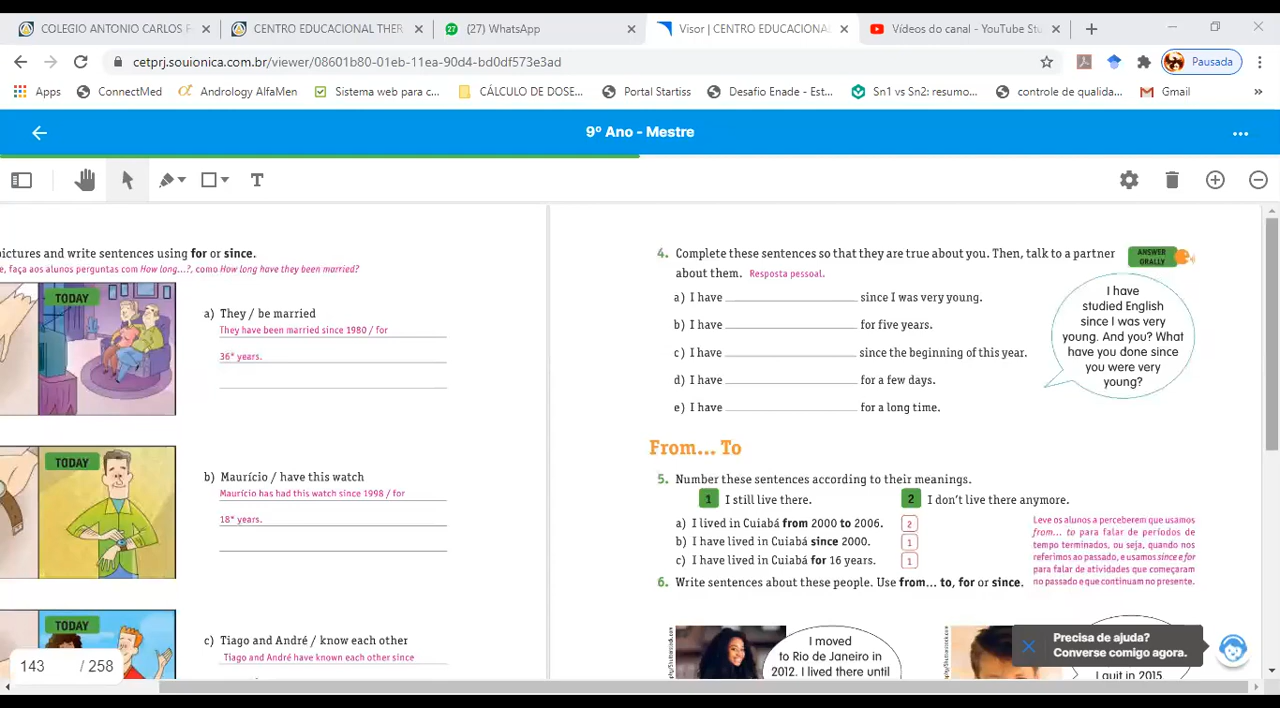 COLEGIO ANTONIO CARLOS
CENTRO EDUCACIONAL THER
(27) WhatsApp
Visor | CENTRO EDUCACIONAL
Vídeos do canal - YouTube Stu
cetprj.souionica.com.br/viewer/08601b80-01eb-11ea-90d4-bd0df573e3ad
Pausada
Apps
ConnectMed
Andrology AlfaMen
Sistema web para c...
CÁLCULO DE DOSE...
Portal Startiss
Desafio Enade - Est...
Sn1 vs Sn2: resumo...
controle de qualida...
Gmail
9º Ano - Mestre
T
pictures and write sentences using for or since.
e, faça aos alunos perguntas com How long...?, como How long have they been married?
TODAY
a) They / be married
They have been married since 1980 / for
36* years.
TODAY
b) Maurício / have this watch
Maurício has had this watch since 1998 / for
18* years.
TODAY
c) Tiago and André / know each other
Tiago and André have known each other since
143 / 258
4. Complete these sentences so that they are true about you. Then, talk to a partner
about them. Resposta pessoal.
ANSWER
ORALLY
a) I have ____ since I was very young.
b) I have ____ for five years.
c) I have ____ since the beginning of this year.
d) I have ____ for a few days.
e) I have ____ for a long time.
I have
studied English
since I was very
young. And you? What
have you done since
you were very
young?
From... To
5. Number these sentences according to their meanings.
1 I still live there.
2 I don't live there anymore.
a) I lived in Cuiabá from 2000 to 2006. 2
b) I have lived in Cuiabá since 2000. 1
c) I have lived in Cuiabá for 16 years. 1
Leve os alunos a perceberem que usamos
from... to para falar de períodos de
tempo terminados, ou seja, quando nos
referimos ao passado, e usamos since e for
para falar de atividades que começaram
no passado e que continuam no presente.
6. Write sentences about these people. Use from... to, for or since.
I moved
to Rio de Janeiro in
2012. I lived there until
I quit in 2015
Precisa de ajuda?
Converse comigo agora.